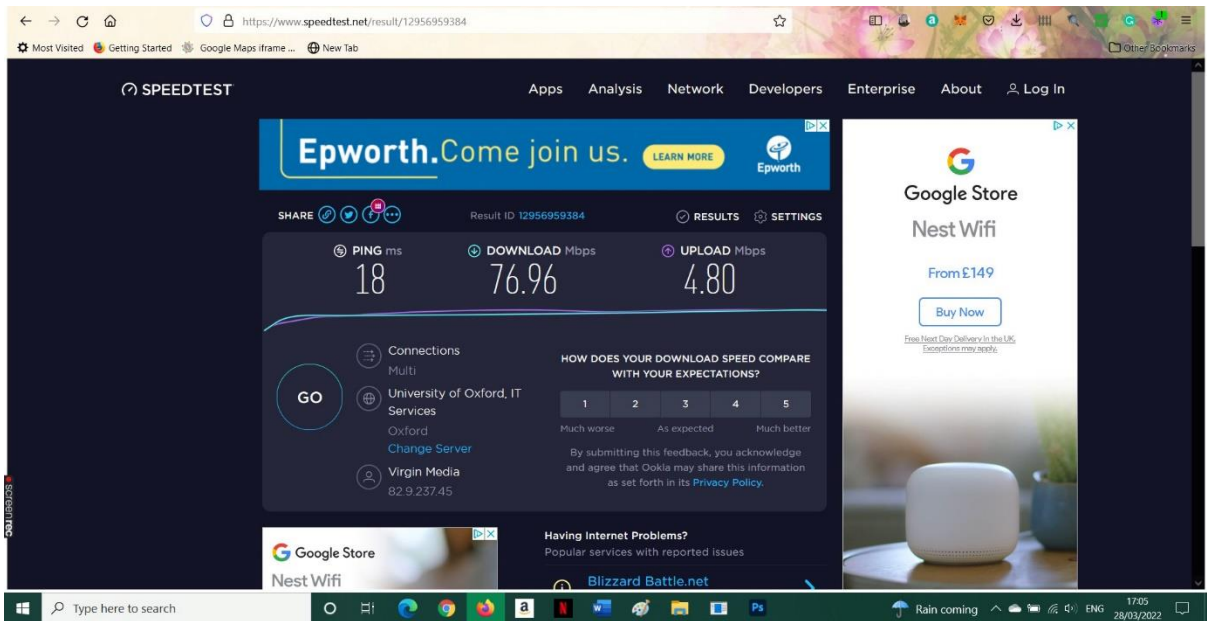 https://www.speedtest.net/result/12956959384
Most Visited Getting Started Google Maps iframe ... New Tab Other Bookmarks
SPEEDTEST Apps Analysis Network Developers Enterprise About Log In
Epworth. Come join us. LEARN MORE Epworth
SHARE Result ID 12956959384 RESULTS SETTINGS
PING ms DOWNLOAD Mbps UPLOAD Mbps
18 76.96 4.80
GO
Connections
Multi
University of Oxford, IT
Services
Oxford
Change Server
Virgin Media
82.9.237.45
HOW DOES YOUR DOWNLOAD SPEED COMPARE
WITH YOUR EXPECTATIONS?
1 2 3 4 5
Much worse As expected Much better
By submitting this feedback, you acknowledge
and agree that Ookla may share this information
as set forth in its Privacy Policy.
Google Store
Nest Wifi
From £149
Buy Now
Free Next Day Delivery in the UK.
Exceptions may apply.
Google Store
Nest Wifi
Having Internet Problems?
Popular services with reported issues
Blizzard Battle.net
screenrec
Type here to search Rain coming ENG 17:05
28/03/2022